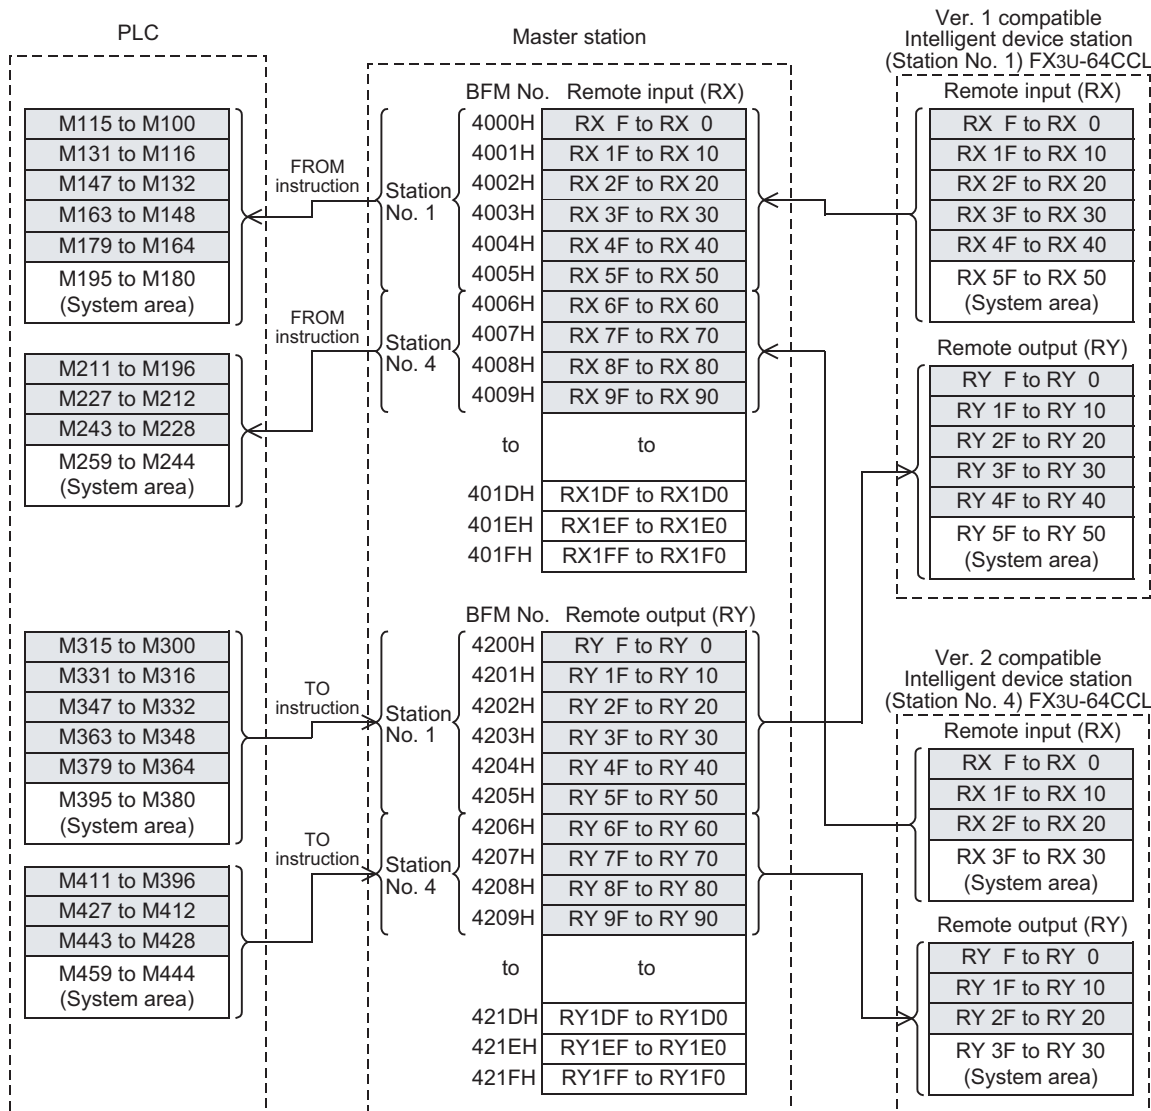 PLC
M115 to M100
M131 to M116
M147 to M132
M163 to M148
M179 to M164
M195 to M180
(System area)
M211 to M196
M227 to M212
M243 to M228
M259 to M244
(System area)
M315 to M300
M331 to M316
M347 to M332
M363 to M348
M379 to M364
M395 to M380
(System area)
M411 to M396
M427 to M412
M443 to M428
M459 to M444
(System area)
FROM
instruction
FROM
instruction
TO
instruction
TO
instruction
Master station
BFM No. Remote input (RX)
Station
No. 1
4000H RX F to RX 0
4001H RX 1F to RX 10
4002H RX 2F to RX 20
4003H RX 3F to RX 30
4004H RX 4F to RX 40
4005H RX 5F to RX 50
Station
No. 4
4006H RX 6F to RX 60
4007H RX 7F to RX 70
4008H RX 8F to RX 80
4009H RX 9F to RX 90
to to
401DH RX1DF to RX1D0
401EH RX1EF to RX1E0
401FH RX1FF to RX1F0
BFM No. Remote output (RY)
Station
No. 1
4200H RY F to RY 0
4201H RY 1F to RY 10
4202H RY 2F to RY 20
4203H RY 3F to RY 30
4204H RY 4F to RY 40
4205H RY 5F to RY 50
Station
No. 4
4206H RY 6F to RY 60
4207H RY 7F to RY 70
4208H RY 8F to RY 80
4209H RY 9F to RY 90
to to
421DH RY1DF to RY1D0
421EH RY1EF to RY1E0
421FH RY1FF to RY1F0
Ver. 1 compatible
Intelligent device station
(Station No. 1) FX3U-64CCL
Remote input (RX)
RX F to RX 0
RX 1F to RX 10
RX 2F to RX 20
RX 3F to RX 30
RX 4F to RX 40
RX 5F to RX 50
(System area)
Remote output (RY)
RY F to RY 0
RY 1F to RY 10
RY 2F to RY 20
RY 3F to RY 30
RY 4F to RY 40
RY 5F to RY 50
(System area)
Ver. 2 compatible
Intelligent device station
(Station No. 4) FX3U-64CCL
Remote input (RX)
RX F to RX 0
RX 1F to RX 10
RX 2F to RX 20
RX 3F to RX 30
(System area)
Remote output (RY)
RY F to RY 0
RY 1F to RY 10
RY 2F to RY 20
RY 3F to RY 30
(System area)